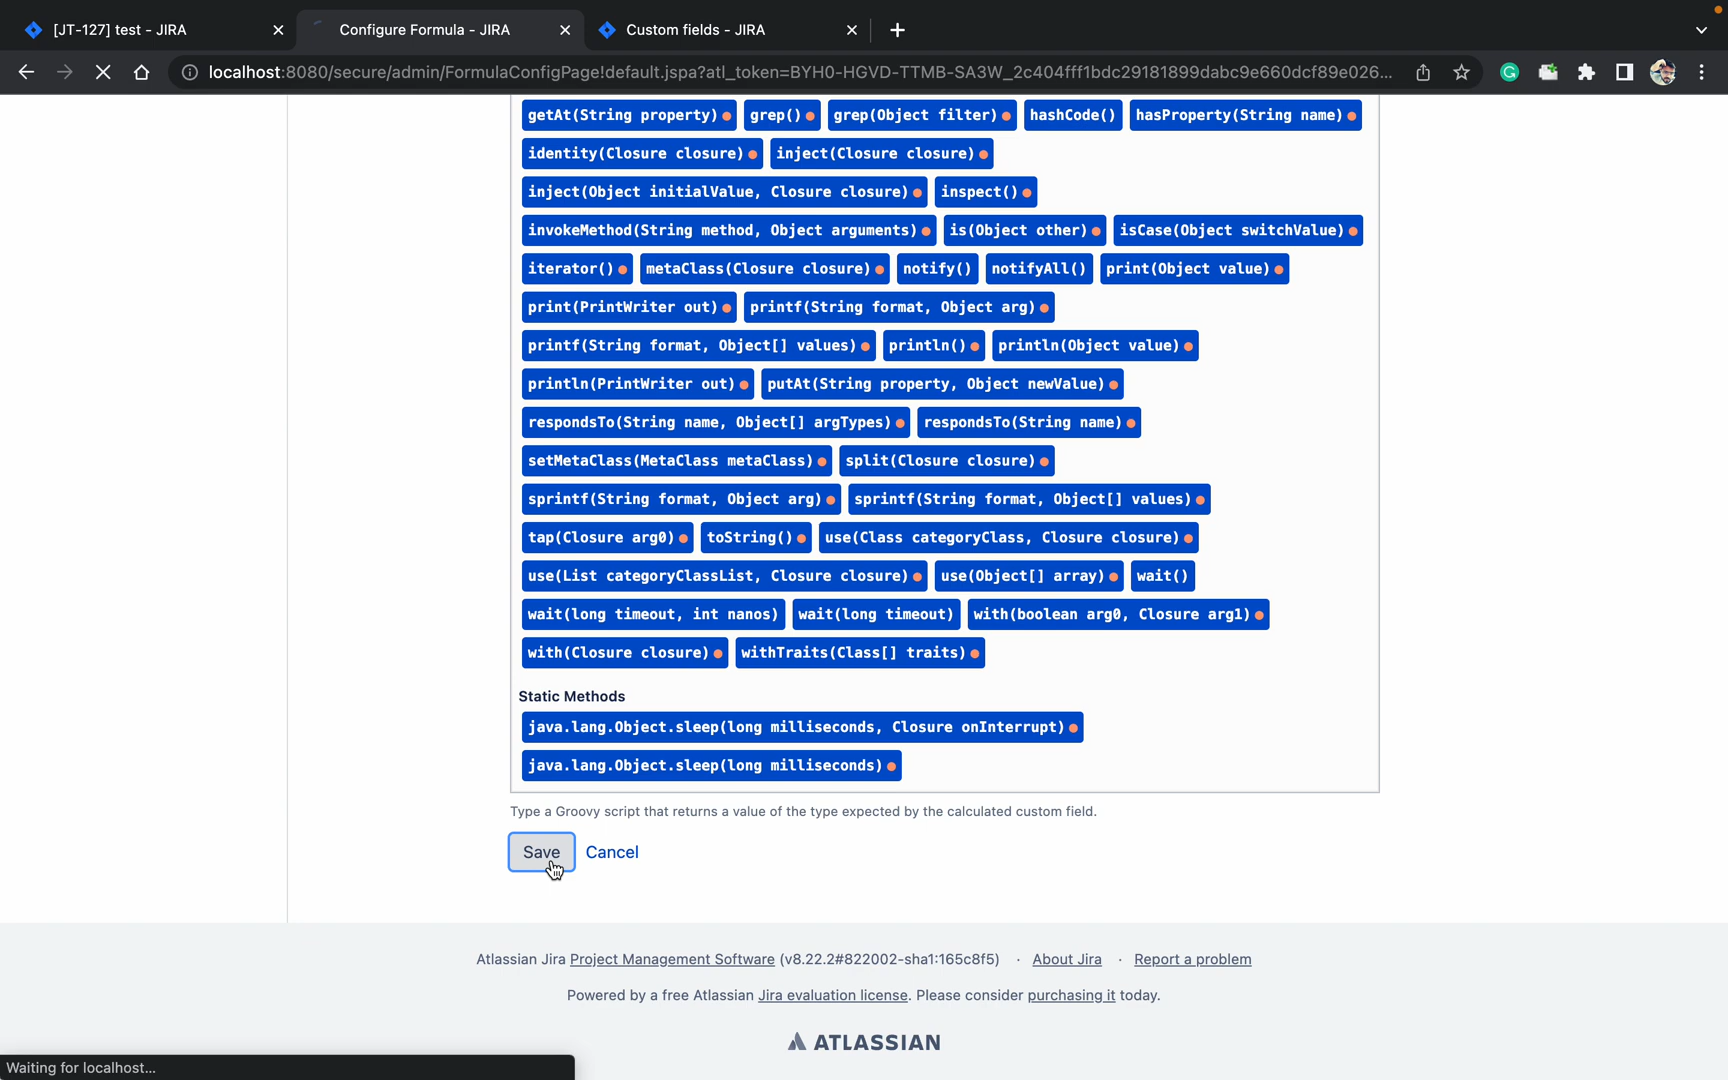 [JT-127] test - JIRA
Configure Formula - JIRA
Custom fields - JIRA
localhost:8080/secure/admin/FormulaConfigPage!default.jspa?atl_token=BYH0-HGVD-TTMB-SA3W_2c404fff1bdc29181899dabc9e660dcf89e026...
getAt(String property) grep() grep(Object filter) hashCode() hasProperty(String name)
identity(Closure closure) inject(Closure closure)
inject(Object initialValue, Closure closure) inspect()
invokeMethod(String method, Object arguments) is(Object other) isCase(Object switchValue)
iterator() metaClass(Closure closure) notify() notifyAll() print(Object value)
print(PrintWriter out) printf(String format, Object arg)
printf(String format, Object[] values) println() println(Object value)
println(PrintWriter out) putAt(String property, Object newValue)
respondsTo(String name, Object[] argTypes) respondsTo(String name)
setMetaClass(MetaClass metaClass) split(Closure closure)
sprintf(String format, Object arg) sprintf(String format, Object[] values)
tap(Closure arg0) toString() use(Class categoryClass, Closure closure)
use(List categoryClassList, Closure closure) use(Object[] array) wait()
wait(long timeout, int nanos) wait(long timeout) with(boolean arg0, Closure arg1)
with(Closure closure) withTraits(Class[] traits)
Static Methods
java.lang.Object.sleep(long milliseconds, Closure onInterrupt)
java.lang.Object.sleep(long milliseconds)
Type a Groovy script that returns a value of the type expected by the calculated custom field.
Save Cancel
Atlassian Jira Project Management Software (v8.22.2#822002-sha1:165c8f5) · About Jira · Report a problem
Powered by a free Atlassian Jira evaluation license. Please consider purchasing it today.
ATLASSIAN
Waiting for localhost...